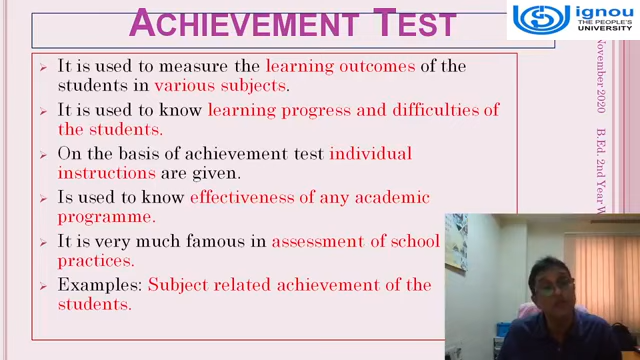 ACHIEVEMENT TEST
ignou
THE PEOPLE'S
UNIVERSITY
It is used to measure the learning outcomes of the
students in various subjects.
It is used to know learning progress and difficulties of
the students.
On the basis of achievement test individual
instructions are given.
Is used to know effectiveness of any academic
programme.
It is very much famous in assessment of school
practices.
Examples: Subject related achievement of the
students.
November 2020 B.Ed. 2nd Year W